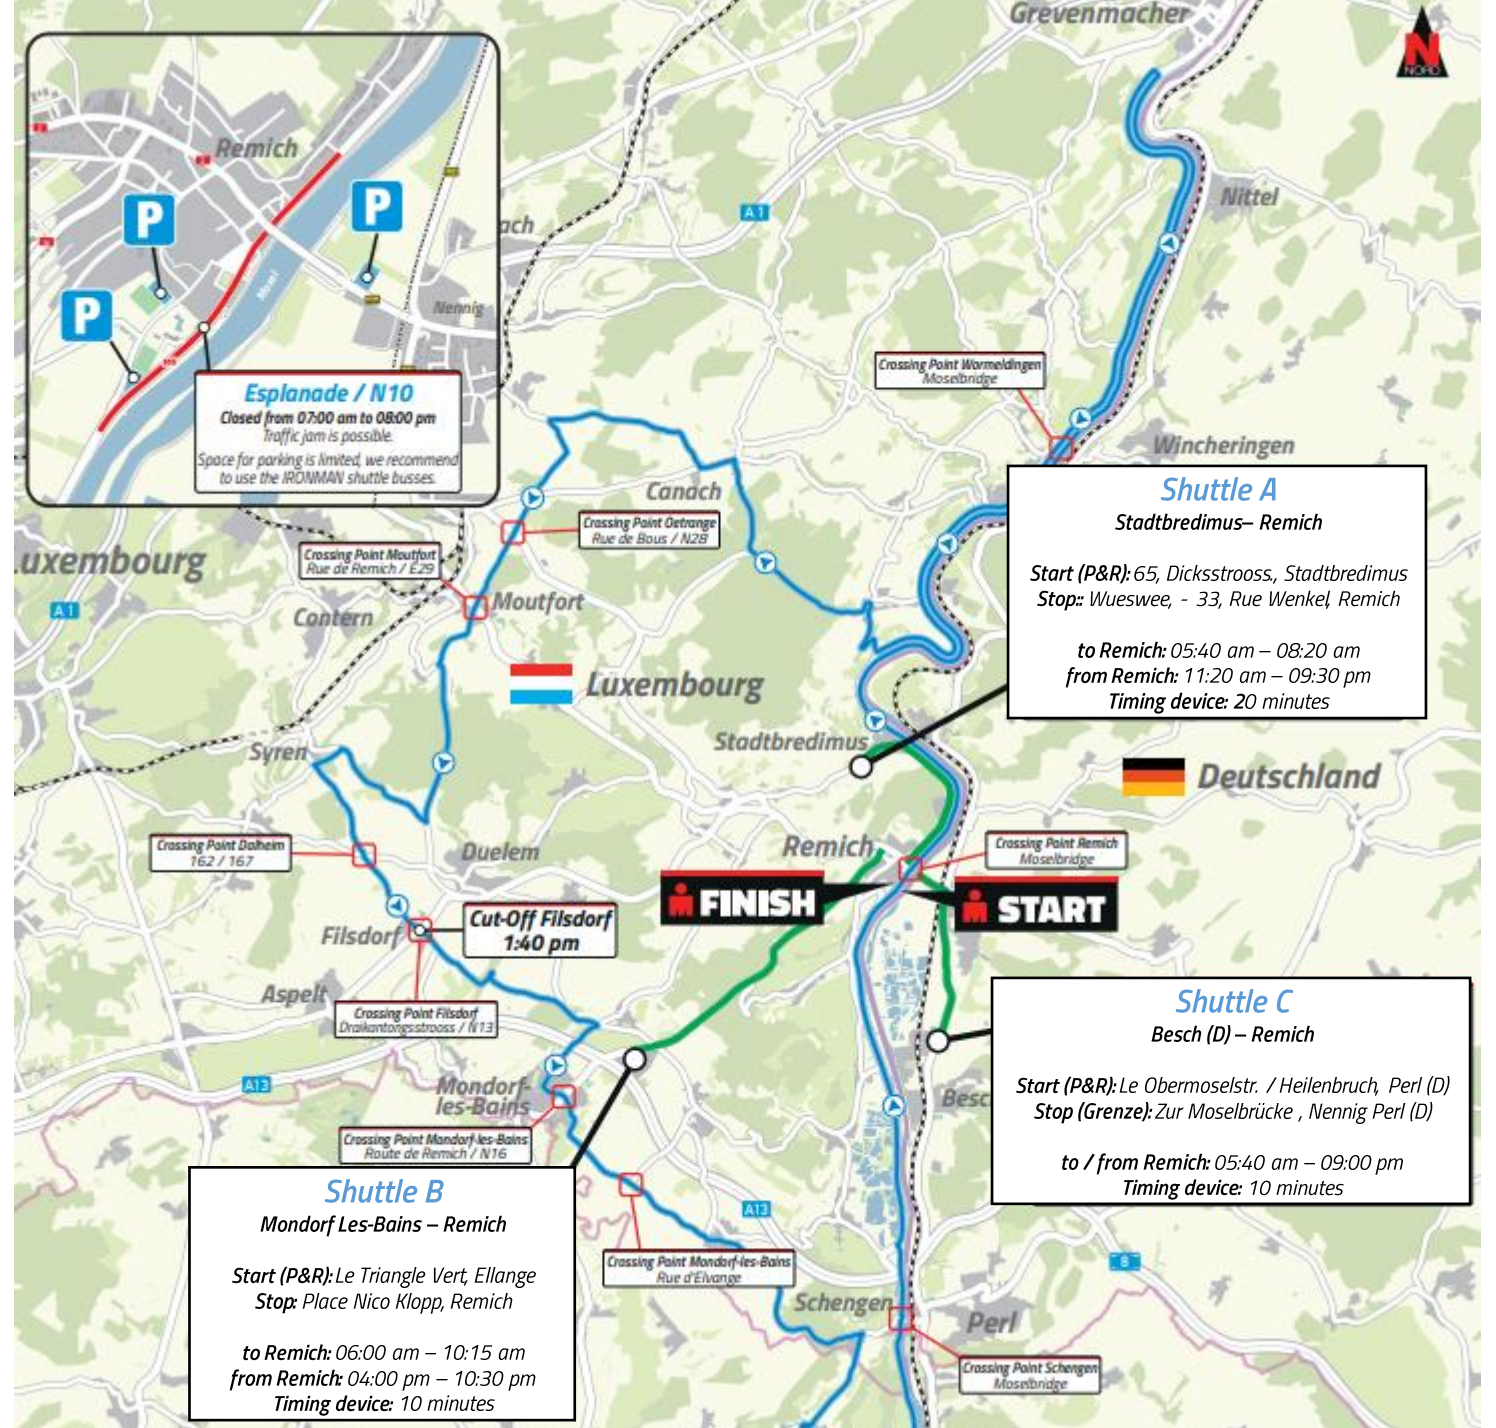 Grevenmacher
N
NORD
Remich
P
P
P
Mosel
Nennig
ach
Esplanade / N10
Closed from 07:00 am to 08:00 pm
Traffic jam is possible.
Space for parking is limited, we recommend
to use the IRONMAN shuttle busses.
A1
Nittel
Crossing Point Wormeldingen
Moselbridge
Wincheringen
Canach
Crossing Point Oetrange
Rue de Bous / N28
Crossing Point Moutfort
Rue de Remich / E29
Moutfort
uxembourg
A1
Contern
Luxembourg
Shuttle A
Stadtbredimus– Remich
Start (P&R): 65, Dicksstrooss,, Stadtbredimus
Stop:: Wueswee, - 33, Rue Wenkel, Remich
to Remich: 05:40 am – 08:20 am
from Remich: 11:20 am – 09:30 pm
Timing device: 20 minutes
Syren
Stadtbredimus
Deutschland
Crossing Point Dalheim
162 / 167
Duelem
Remich
Crossing Point Remich
Moselbridge
FINISH
START
Cut-Off Filsdorf
1:40 pm
Filsdorf
Aspelt
Crossing Point Filsdorf
Draikantongsstrooss / N13
A13
Mondorf-
les-Bains
Besc
Shuttle C
Besch (D) – Remich
Start (P&R): Le Obermoselstr. / Heilenbruch, Perl (D)
Stop (Grenze): Zur Moselbrücke , Nennig Perl (D)
to / from Remich: 05:40 am – 09:00 pm
Timing device: 10 minutes
Crossing Point Mondorf-les-Bains
Route de Remich / N16
Shuttle B
Mondorf Les-Bains – Remich
Start (P&R): Le Triangle Vert, Ellange
Stop: Place Nico Klopp, Remich
to Remich: 06:00 am – 10:15 am
from Remich: 04:00 pm – 10:30 pm
Timing device: 10 minutes
A13
Crossing Point Mondorf-les-Bains
Rue d'Elvange
8
Schengen
Perl
Crossing Point Schengen
Moselbridge